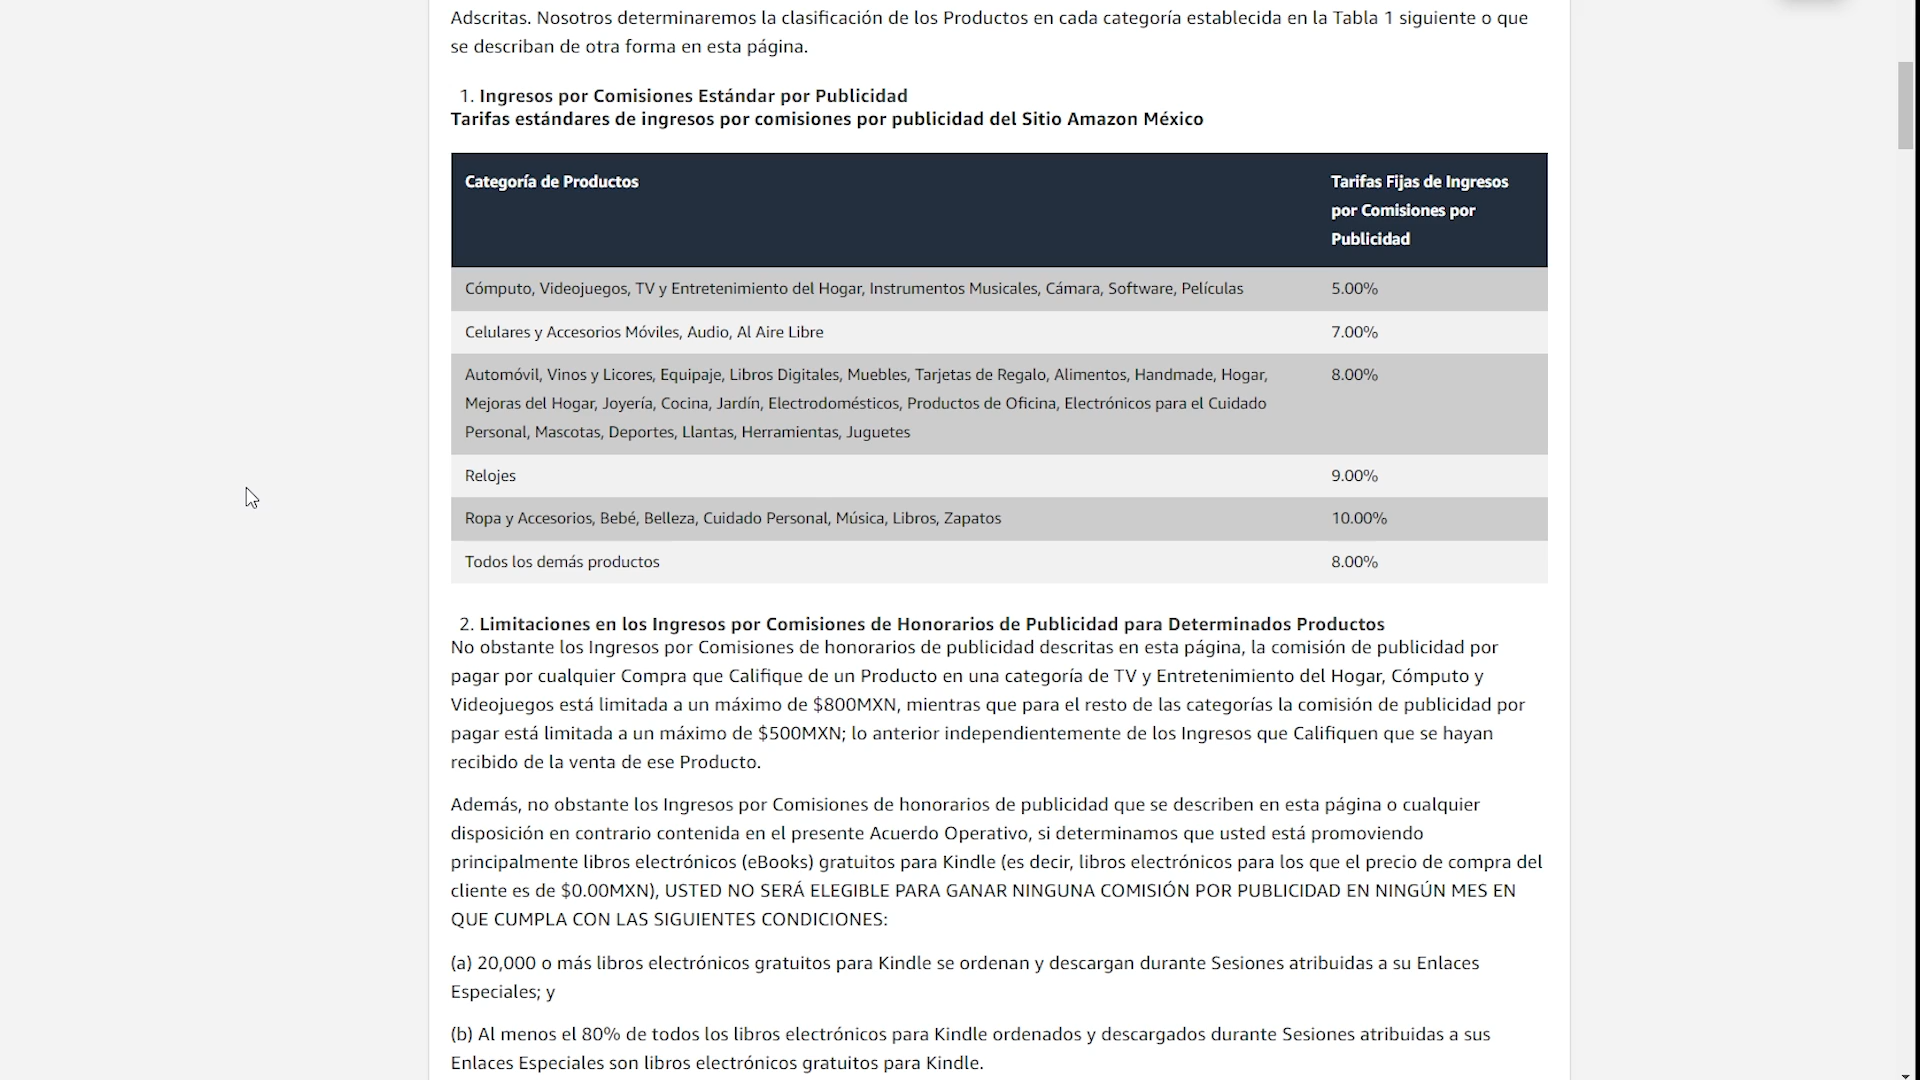 Adscritas. Nosotros determinaremos la clasificación de los Productos en cada categoría establecida en la Tabla 1 siguiente o que
se describan de otra forma en esta página.
1. Ingresos por Comisiones Estándar por Publicidad
Tarifas estándares de ingresos por comisiones por publicidad del Sitio Amazon México
Categoría de Productos
Tarifas Fijas de Ingresos
por Comisiones por
Publicidad
Cómputo, Videojuegos, TV y Entretenimiento del Hogar, Instrumentos Musicales, Cámara, Software, Películas
5.00%
Celulares y Accesorios Móviles, Audio, Al Aire Libre
7.00%
Automóvil, Vinos y Licores, Equipaje, Libros Digitales, Muebles, Tarjetas de Regalo, Alimentos, Handmade, Hogar,
8.00%
Mejoras del Hogar, Joyería, Cocina, Jardín, Electrodomésticos, Productos de Oficina, Electrónicos para el Cuidado
Personal, Mascotas, Deportes, Llantas, Herramientas, Juguetes
Relojes
9.00%
Ropa y Accesorios, Bebé, Belleza, Cuidado Personal, Música, Libros, Zapatos
10.00%
Todos los demás productos
8.00%
2. Limitaciones en los Ingresos por Comisiones de Honorarios de Publicidad para Determinados Productos
No obstante los Ingresos por Comisiones de honorarios de publicidad descritas en esta página, la comisión de publicidad por
pagar por cualquier Compra que Califique de un Producto en una categoría de TV y Entretenimiento del Hogar, Cómputo y
Videojuegos está limitada a un máximo de $800MXN, mientras que para el resto de las categorías la comisión de publicidad por
pagar está limitada a un máximo de $500MXN; lo anterior independientemente de los Ingresos que Califiquen que se hayan
recibido de la venta de ese Producto.
Además, no obstante los Ingresos por Comisiones de honorarios de publicidad que se describen en esta página o cualquier
disposición en contrario contenida en el presente Acuerdo Operativo, si determinamos que usted está promoviendo
principalmente libros electrónicos (eBooks) gratuitos para Kindle (es decir, libros electrónicos para los que el precio de compra del
cliente es de $0.00MXN), USTED NO SERÁ ELEGIBLE PARA GANAR NINGUNA COMISIÓN POR PUBLICIDAD EN NINGÚN MES EN
QUE CUMPLA CON LAS SIGUIENTES CONDICIONES:
(a) 20,000 o más libros electrónicos gratuitos para Kindle se ordenan y descargan durante Sesiones atribuidas a su Enlaces
Especiales; y
(b) Al menos el 80% de todos los libros electrónicos para Kindle ordenados y descargados durante Sesiones atribuidas a sus
Enlaces Especiales son libros electrónicos gratuitos para Kindle.